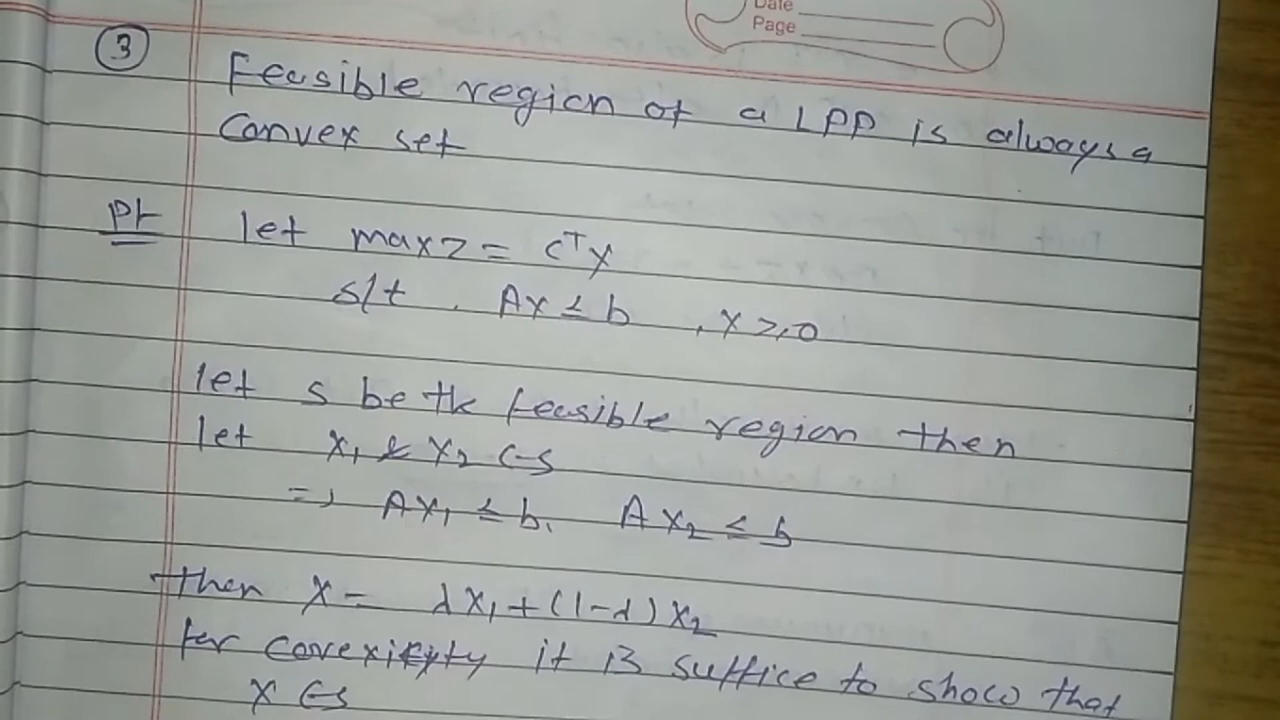 Date
Page
③
Feasible region of a LPP is always a
Convex set
Pf let max z = cᵀx
s/t . Ax ≤ b , x ≥ 0
let s be the feasible region then
let x₁ & x₂ ∈ s
⇒ Ax₁ ≤ b, Ax₂ ≤ b
then x = λx₁ + (1-λ) x₂
for covexity it is suffice to show that
x ∈ s